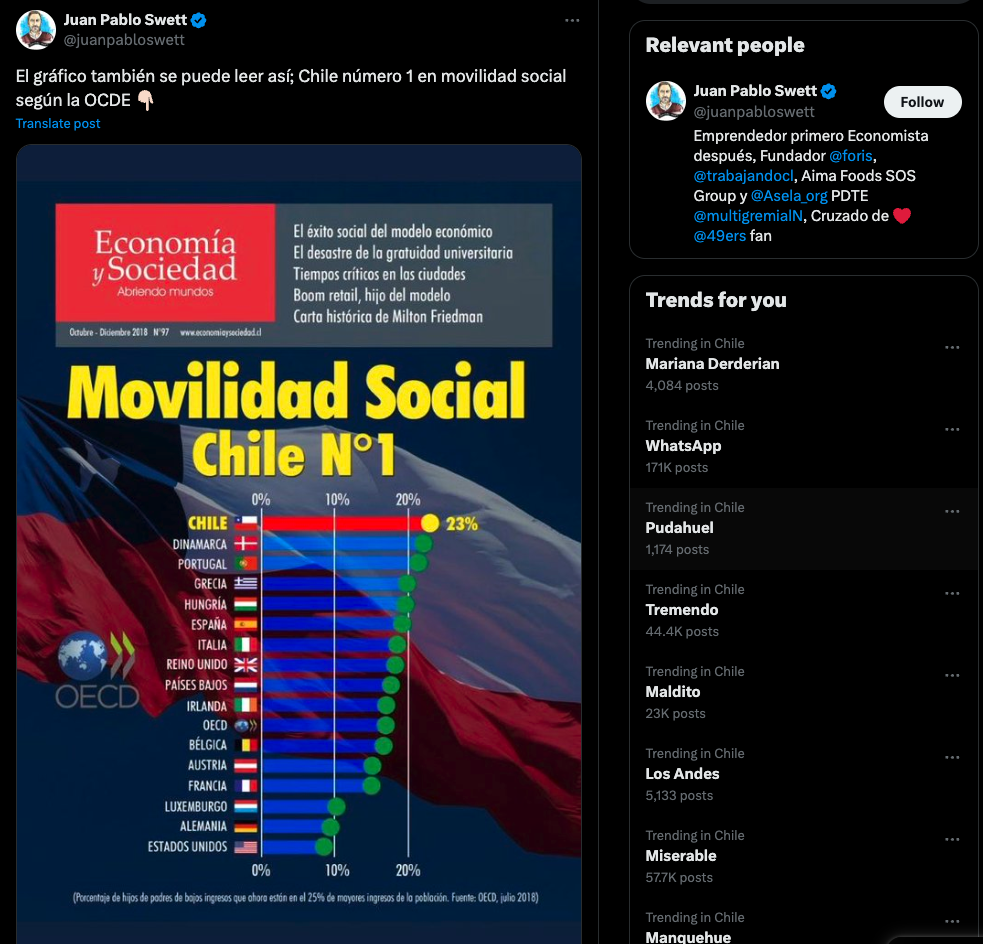 Juan Pablo Swett
@juanpabloswett
El gráfico también se puede leer así; Chile número 1 en movilidad social
según la OCDE 👇🏻
Translate post
Economía
y Sociedad
Abriendo mundos
Octubre - Diciembre 2018 N°97 www.economiaysociedad.cl
El éxito social del modelo económico
El desastre de la gratuidad universitaria
Tiempos críticos en las ciudades
Boom retail, hijo del modelo
Carta histórica de Milton Friedman
Movilidad Social
Chile N°1
0% 10% 20%
CHILE 23%
DINAMARCA
PORTUGAL
GRECIA
HUNGRÍA
ESPAÑA
ITALIA
REINO UNIDO
PAÍSES BAJOS
IRLANDA
OECD
BÉLGICA
AUSTRIA
FRANCIA
LUXEMBURGO
ALEMANIA
ESTADOS UNIDOS
0% 10% 20%
OECD
(Porcentaje de hijos de padres de bajos ingresos que ahora están en el 25% de mayores ingresos de la población. Fuente: OECD, julio 2018)
Relevant people
Juan Pablo Swett
@juanpabloswett
Follow
Emprendedor primero Economista
después, Fundador @foris,
@trabajandocl, Aima Foods SOS
Group y @Asela_org PDTE
@multigremialN, Cruzado de ❤️
@49ers fan
Trends for you
Trending in Chile
Mariana Derderian
4,084 posts
Trending in Chile
WhatsApp
171K posts
Trending in Chile
Pudahuel
1,174 posts
Trending in Chile
Tremendo
44.4K posts
Trending in Chile
Maldito
23K posts
Trending in Chile
Los Andes
5,133 posts
Trending in Chile
Miserable
57.7K posts
Trending in Chile
Manquehue